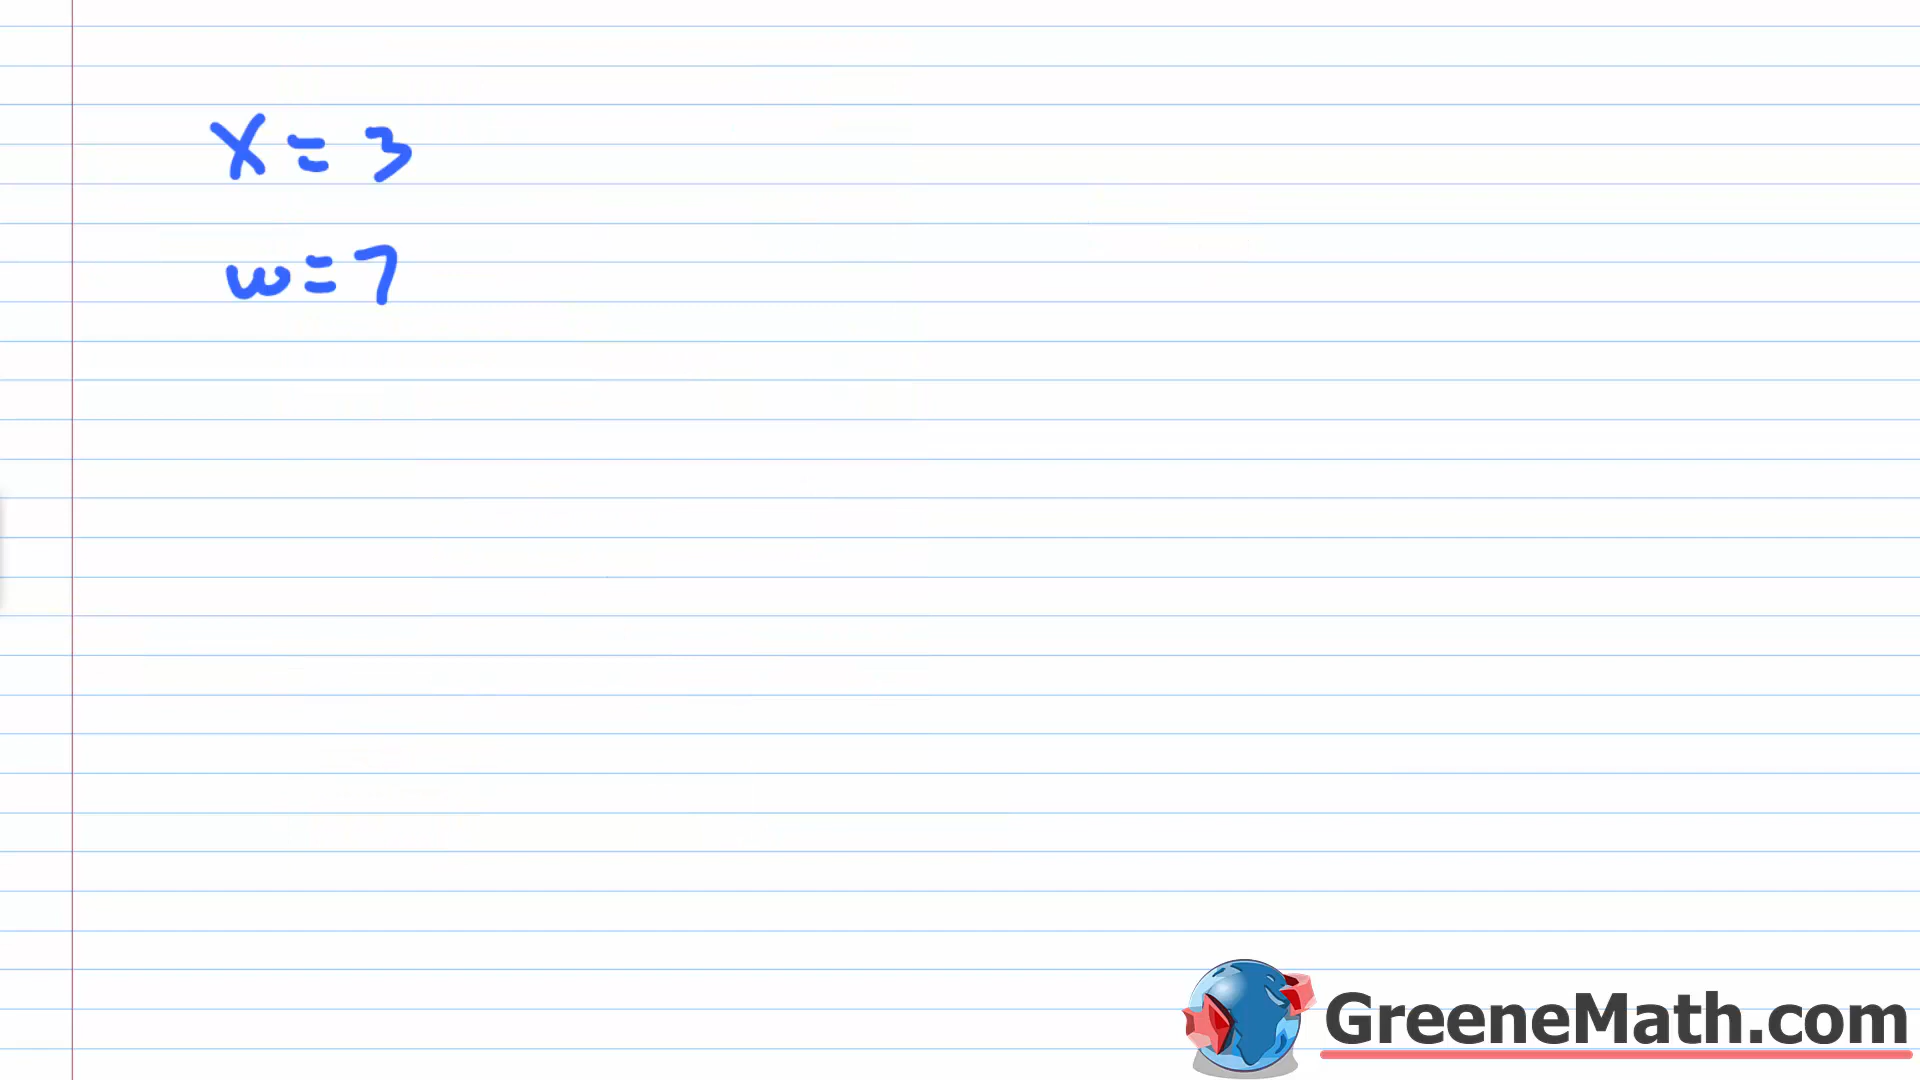 x = 3
w = 7
GreeneMath.com